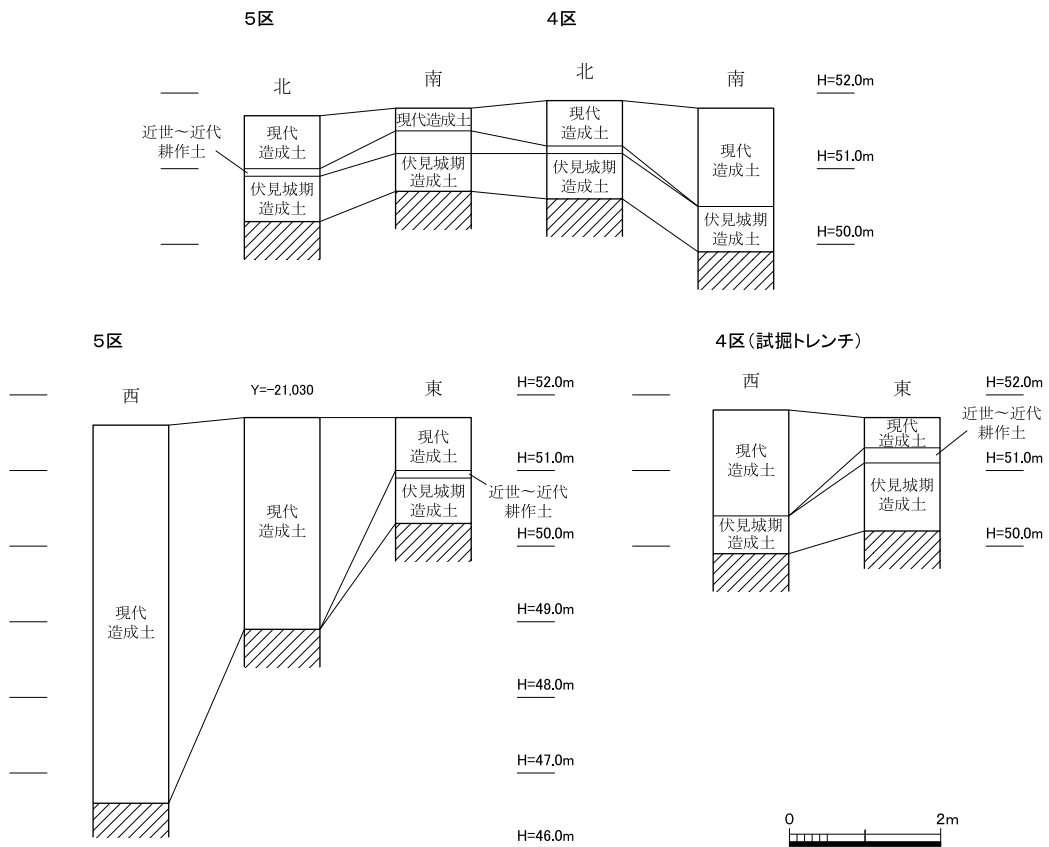 5区
4区
北
南
北
南
H=52.0m
近世～近代
耕作土
現代
造成土
現代造成土
現代
造成土
現代
造成土
H=51.0m
伏見城期
造成土
伏見城期
造成土
伏見城期
造成土
伏見城期
造成土
H=50.0m
5区
西
Y=-21,030
東
H=52.0m
現代
造成土
H=51.0m
近世～近代
耕作土
伏見城期
造成土
現代
造成土
H=50.0m
現代
造成土
H=49.0m
H=48.0m
H=47.0m
H=46.0m
4区(試掘トレンチ)
西
東
H=52.0m
現代
造成土
近世～近代
耕作土
現代
造成土
H=51.0m
伏見城期
造成土
伏見城期
造成土
H=50.0m
0
2m